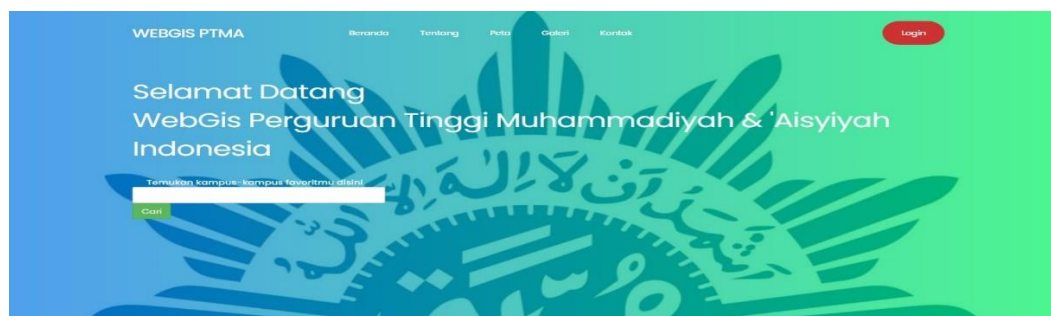 WEBGIS PTMA
Beranda Tentang Peta Galeri Kontak
Login
Selamat Datang
WebGis Perguruan Tinggi Muhammadiyah & 'Aisyiyah
Indonesia
Temukan kampus-kampus favoritmu disini
Cari